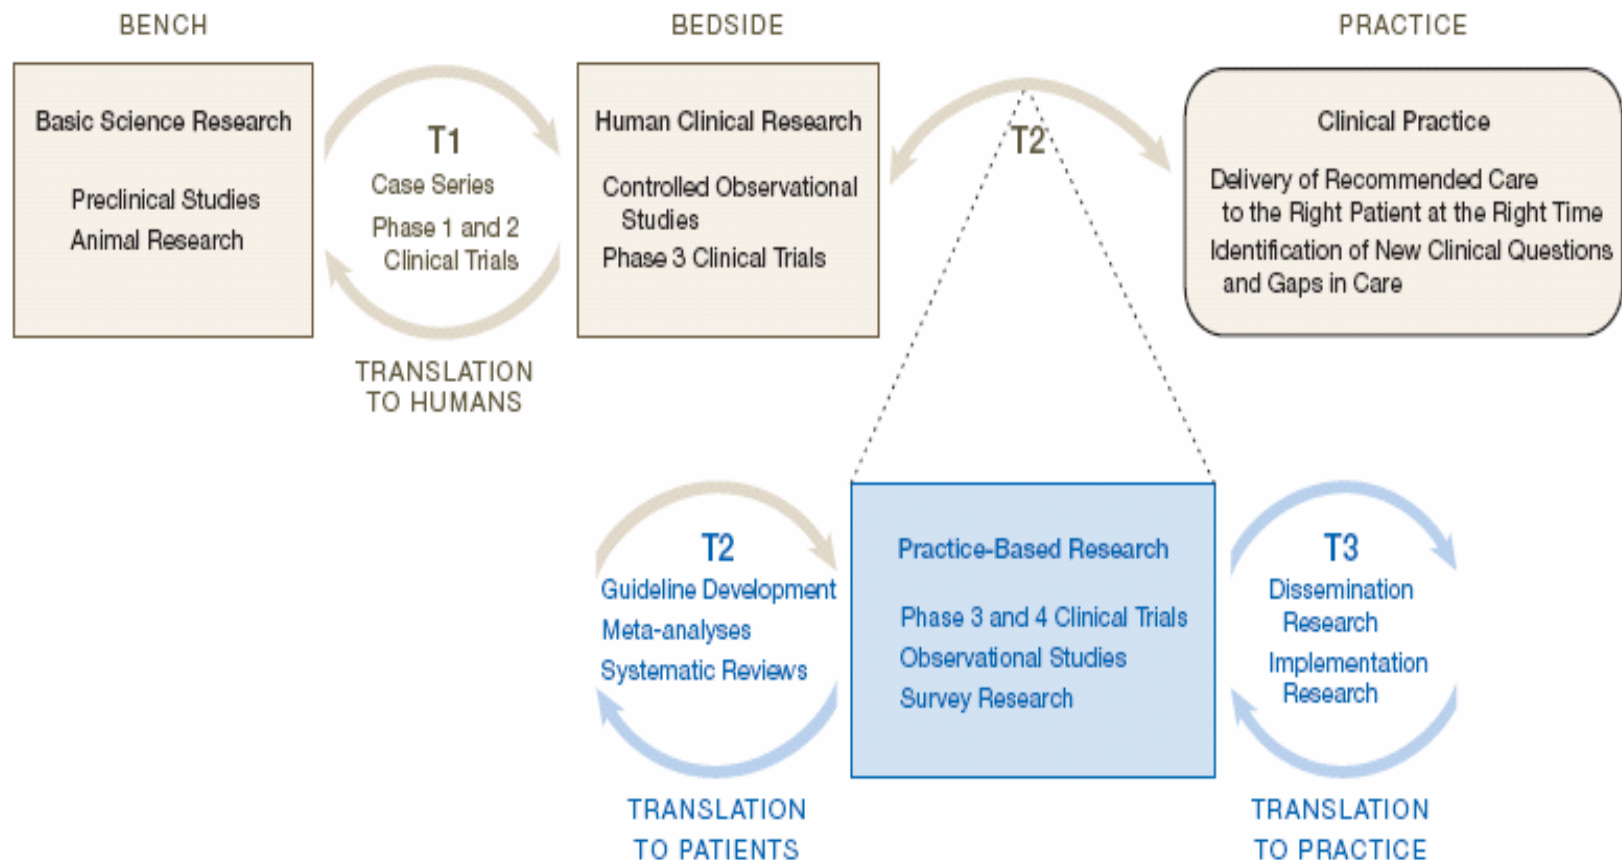 BENCH
BEDSIDE
PRACTICE
Basic Science Research
Preclinical Studies
Animal Research
T1
Case Series
Phase 1 and 2
Clinical Trials
TRANSLATION
TO HUMANS
Human Clinical Research
Controlled Observational
Studies
Phase 3 Clinical Trials
T2
Clinical Practice
Delivery of Recommended Care
to the Right Patient at the Right Time
Identification of New Clinical Questions
and Gaps in Care
T2
Guideline Development
Meta-analyses
Systematic Reviews
TRANSLATION
TO PATIENTS
Practice-Based Research
Phase 3 and 4 Clinical Trials
Observational Studies
Survey Research
T3
Dissemination
Research
Implementation
Research
TRANSLATION
TO PRACTICE